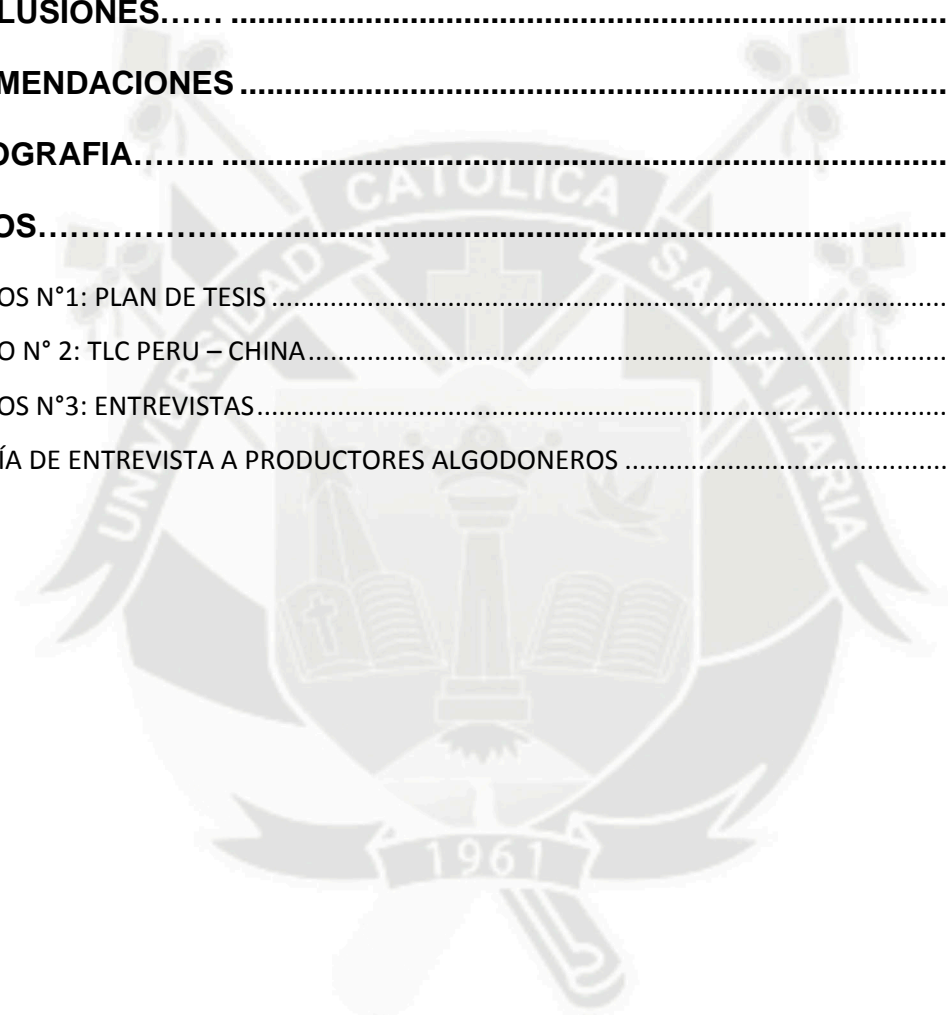 LUSIONES…… ........................................................................................
MENDACIONES ........................................................................................
OGRAFIA…….. ........................................................................................
OS………………….....................................................................................
OS N°1: PLAN DE TESIS ........................................................................................
O N° 2: TLC PERU – CHINA ........................................................................................
OS N°3: ENTREVISTAS ........................................................................................
ÍA DE ENTREVISTA A PRODUCTORES ALGODONEROS ........................................................
UNIVERSIDAD CATOLICA SANTA MARIA
1961